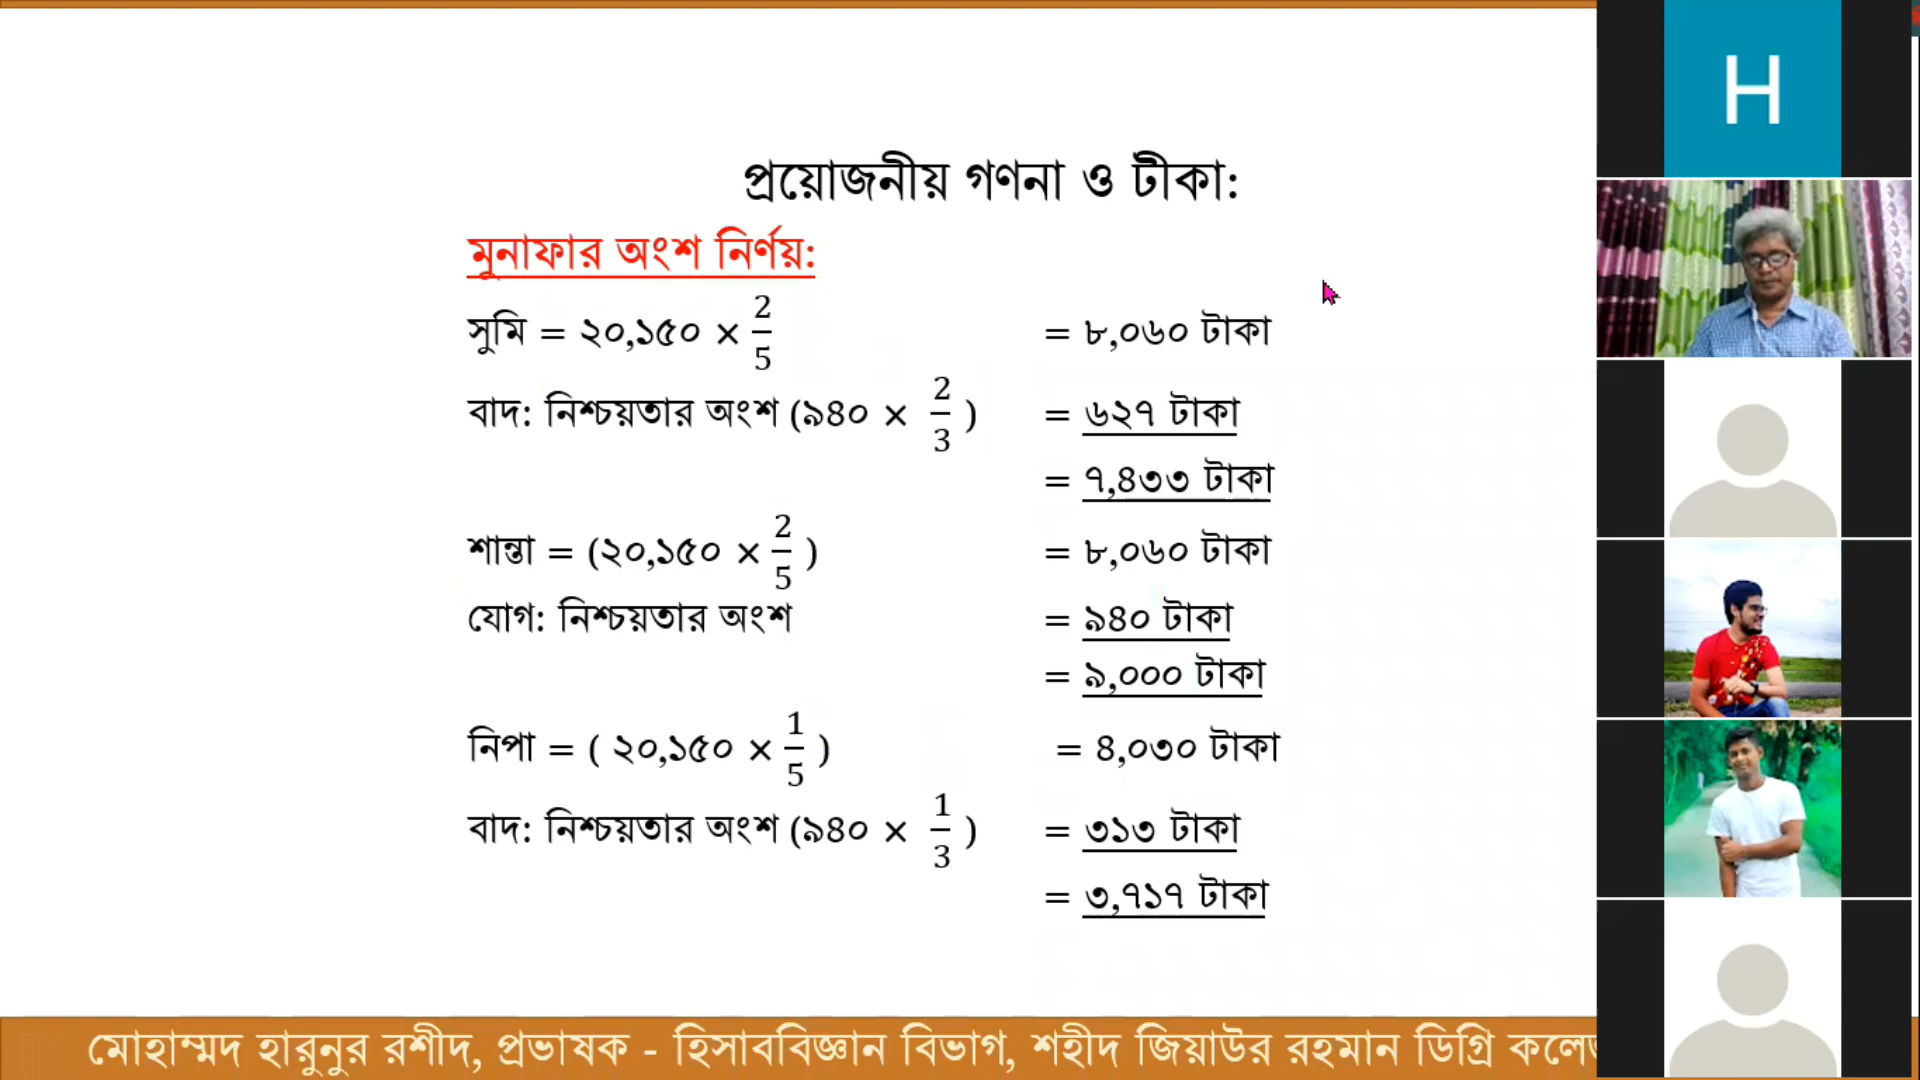 প্রয়োজনীয় গণনা ও টীকা:
মুনাফার অংশ নির্ণয়:
সুমি = ২০,১৫০ × 2/5 = ৮,০৬০ টাকা
বাদ: নিশ্চয়তার অংশ (৯৪০ × 2/3 ) = ৬২৭ টাকা
= ৭,৪৩৩ টাকা
শান্তা = (২০,১৫০ × 2/5 ) = ৮,০৬০ টাকা
যোগ: নিশ্চয়তার অংশ = ৯৪০ টাকা
= ৯,০০০ টাকা
নিপা = ( ২০,১৫০ × 1/5 ) = ৪,০৩০ টাকা
বাদ: নিশ্চয়তার অংশ (৯৪০ × 1/3 ) = ৩১৩ টাকা
= ৩,৭১৭ টাকা
মোহাম্মদ হারুনুর রশীদ, প্রভাষক - হিসাববিজ্ঞান বিভাগ, শহীদ জিয়াউর রহমান ডিগ্রি
H